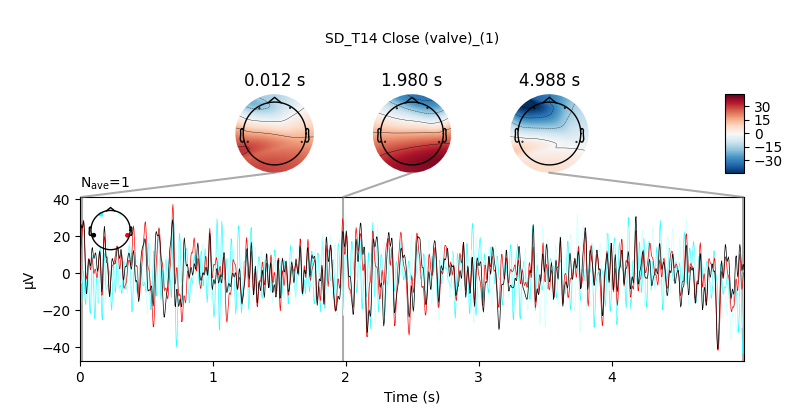 SD_T14 Close (valve)_(1)
0.012 s 1.980 s 4.988 s
30
15
0
−15
−30
Nave=1
40
20
0
−20
−40
μV
0 1 2 3 4
Time (s)